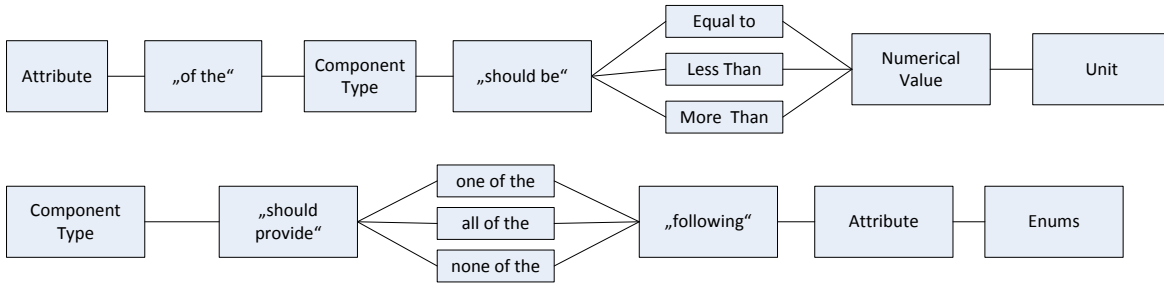 Attribute
„of the“
Component
Type
„should be“
Equal to
Less Than
More Than
Numerical
Value
Unit
Component
Type
„should
provide“
one of the
all of the
none of the
„following“
Attribute
Enums